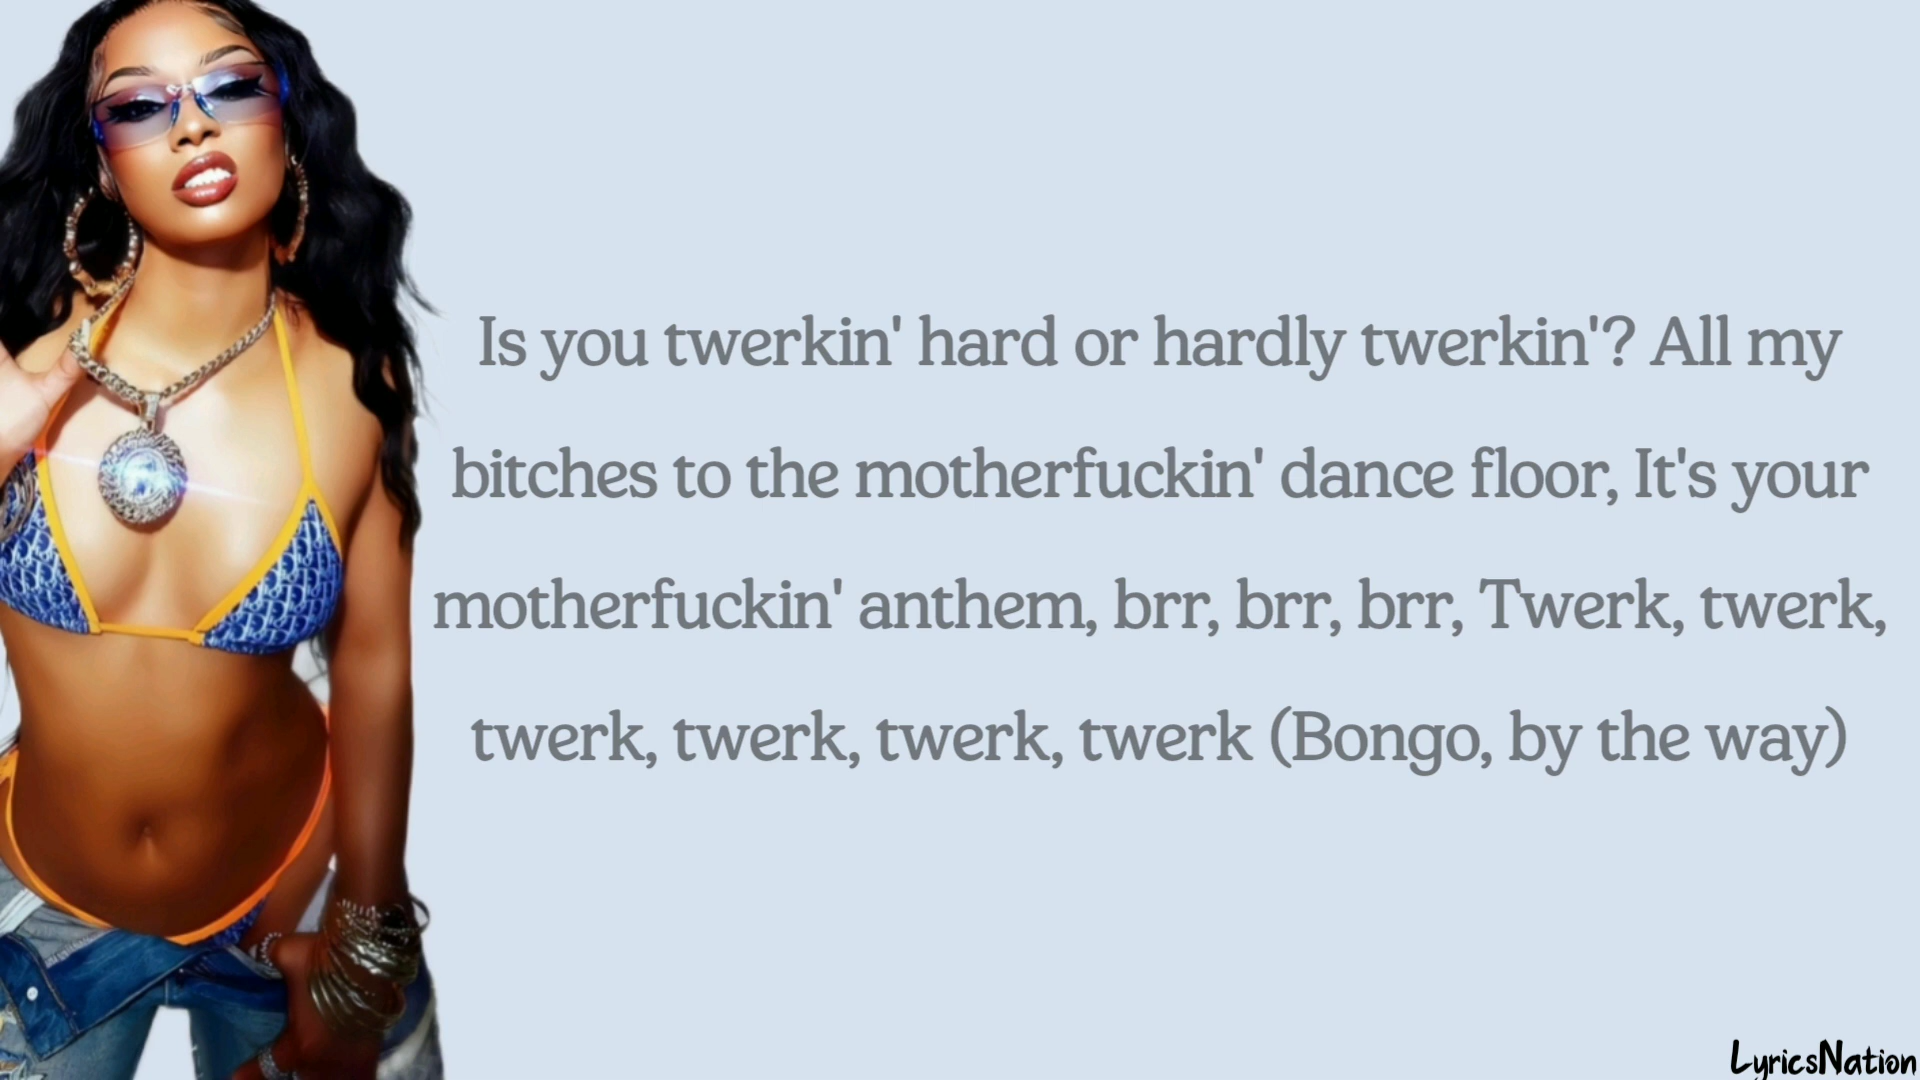 Is you twerkin' hard or hardly twerkin'? All my
bitches to the motherfuckin' dance floor, It's your
motherfuckin' anthem, brr, brr, brr, Twerk, twerk,
twerk, twerk, twerk, twerk (Bongo, by the way)
LyricsNation